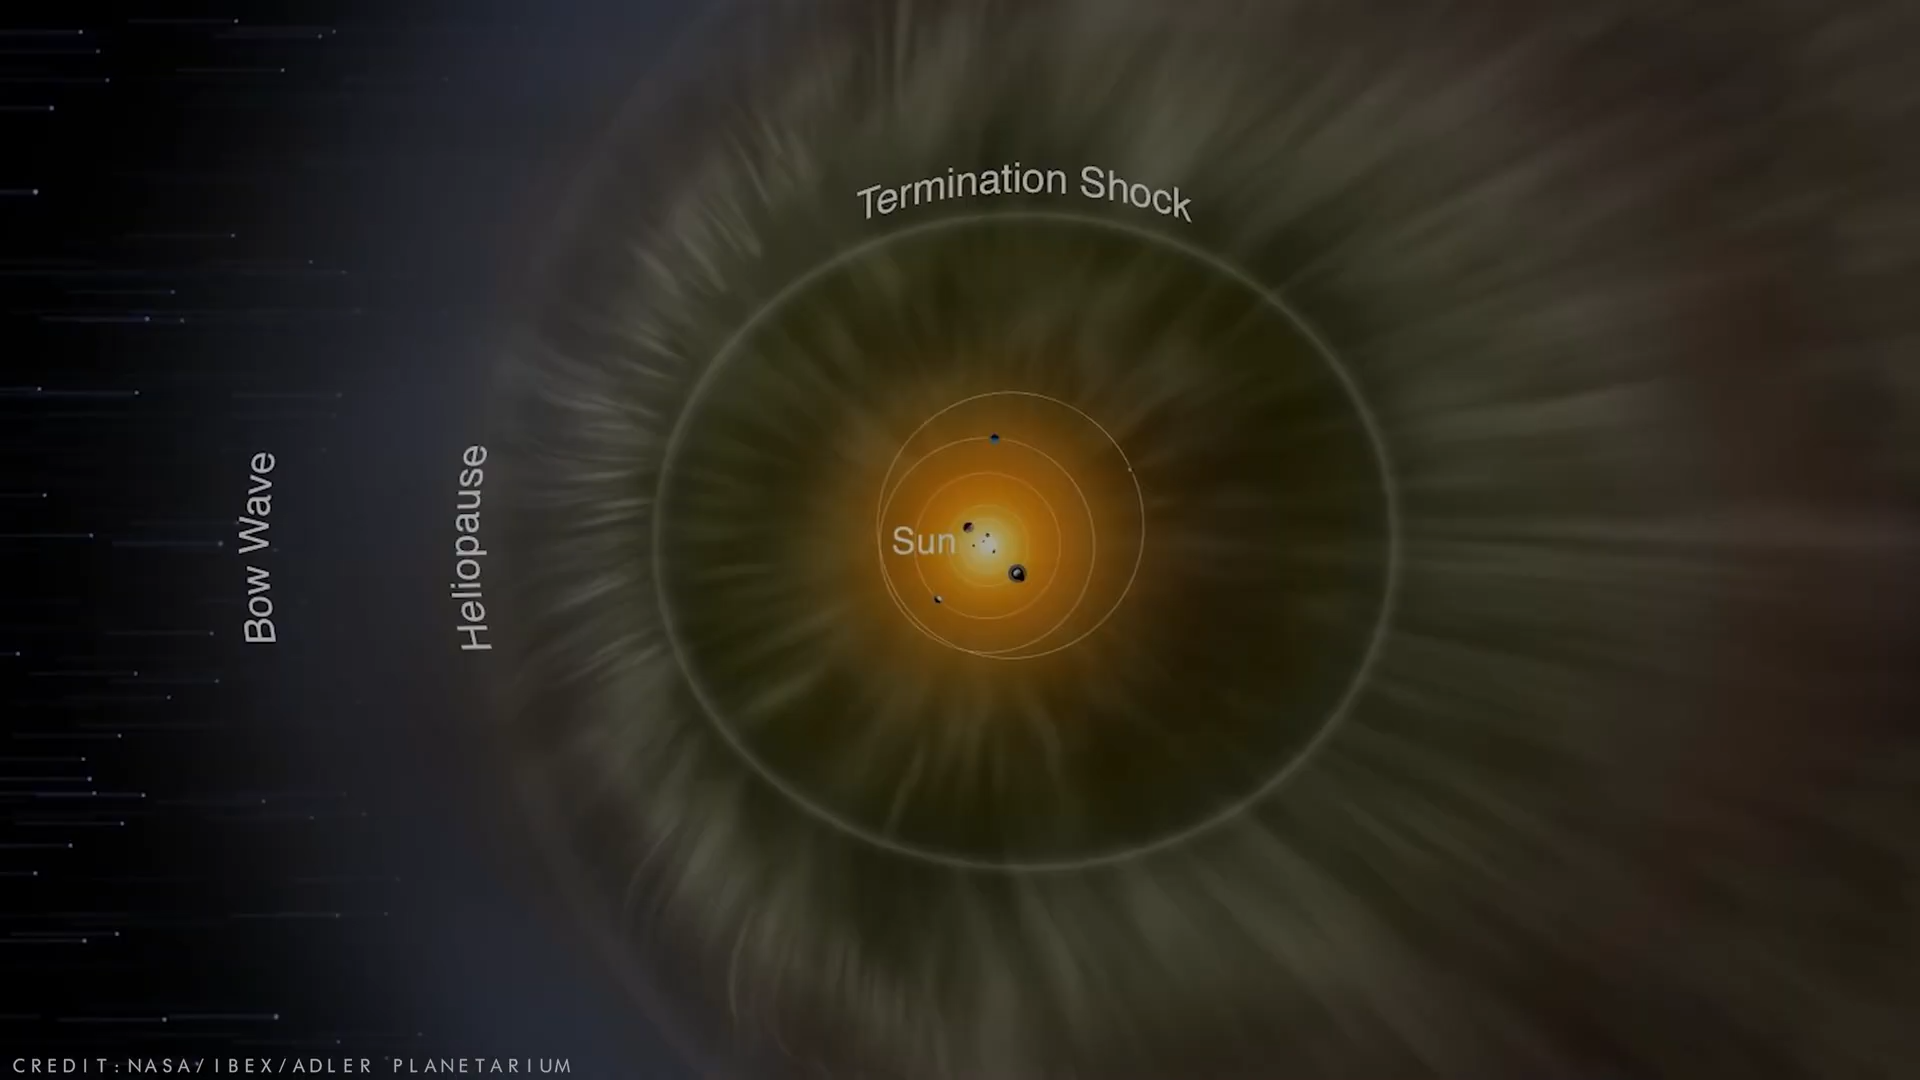 Termination Shock
Bow Wave
Heliopause
Sun
CREDIT:NASA/IBEX/ADLER PLANETARIUM